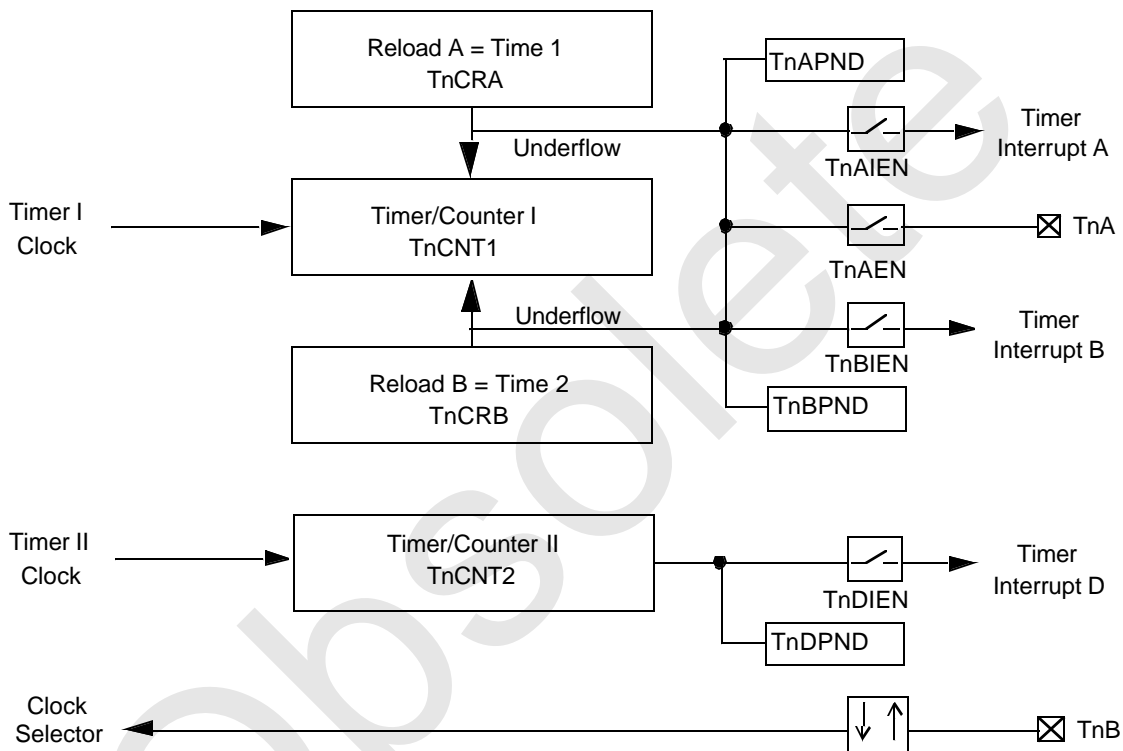 Reload A = Time 1
TnCRA
TnAPND
Underflow
Timer
Interrupt A
TnAIEN
Timer I
Clock
Timer/Counter I
TnCNT1
TnA
TnAEN
Underflow
Timer
Interrupt B
TnBIEN
Reload B = Time 2
TnCRB
TnBPND
Timer II
Clock
Timer/Counter II
TnCNT2
Timer
Interrupt D
TnDIEN
TnDPND
Clock
Selector
TnB
Obsolete